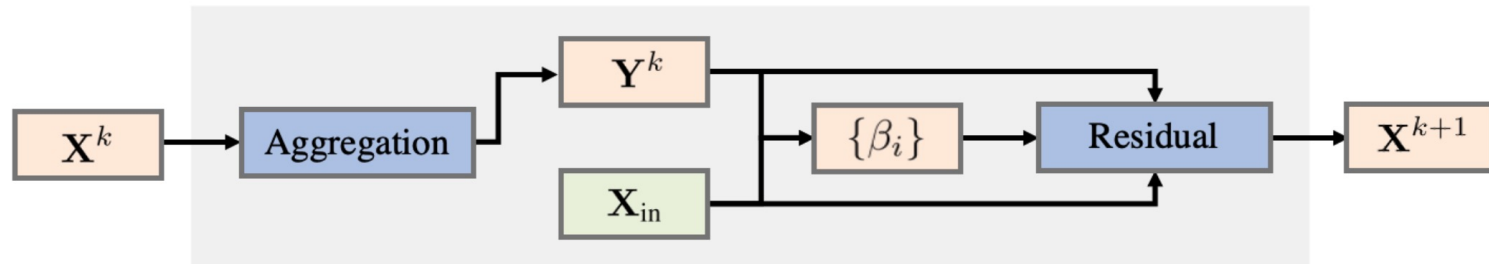 X^k
Aggregation
Y^k
X_in
{β_i}
Residual
X^{k+1}